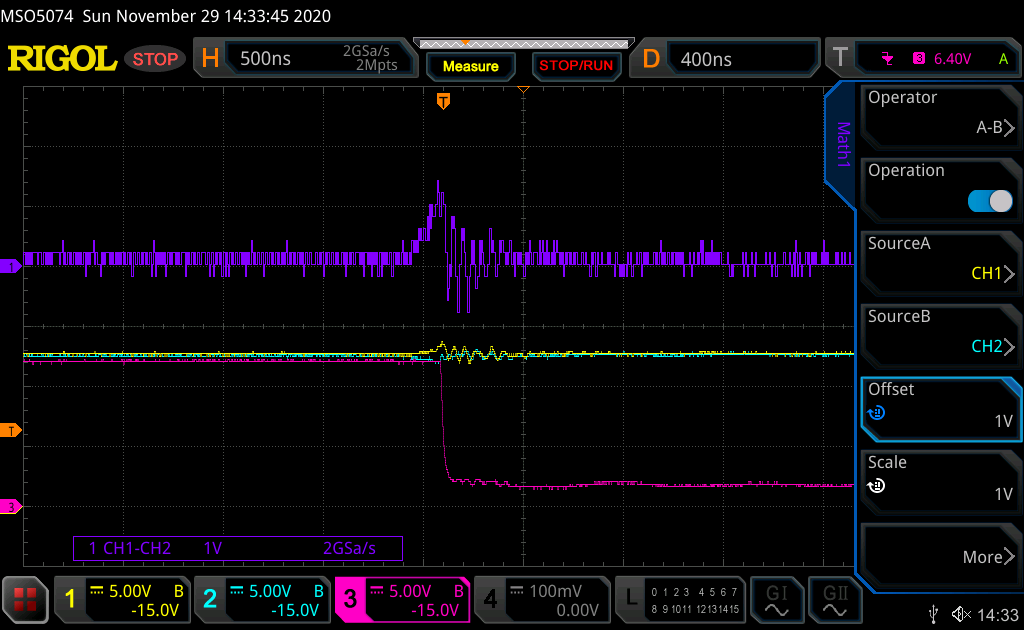 MSO5074 Sun November 29 14:33:45 2020
RIGOL STOP H 500ns 2GSa/s 2Mpts Measure STOP/RUN D 400ns T 3 6.40V A
T
Math1
Operator
A-B
Operation
SourceA
CH1
SourceB
CH2
Offset
1V
Scale
1V
More
1
T
3
1 CH1-CH2 1V 2GSa/s
1 5.00V B -15.0V
2 5.00V B -15.0V
3 5.00V B -15.0V
4 100mV 0.00V
L 0 1 2 3 4 5 6 7
8 9 10 11 12 13 14 15
GI GII
14:33